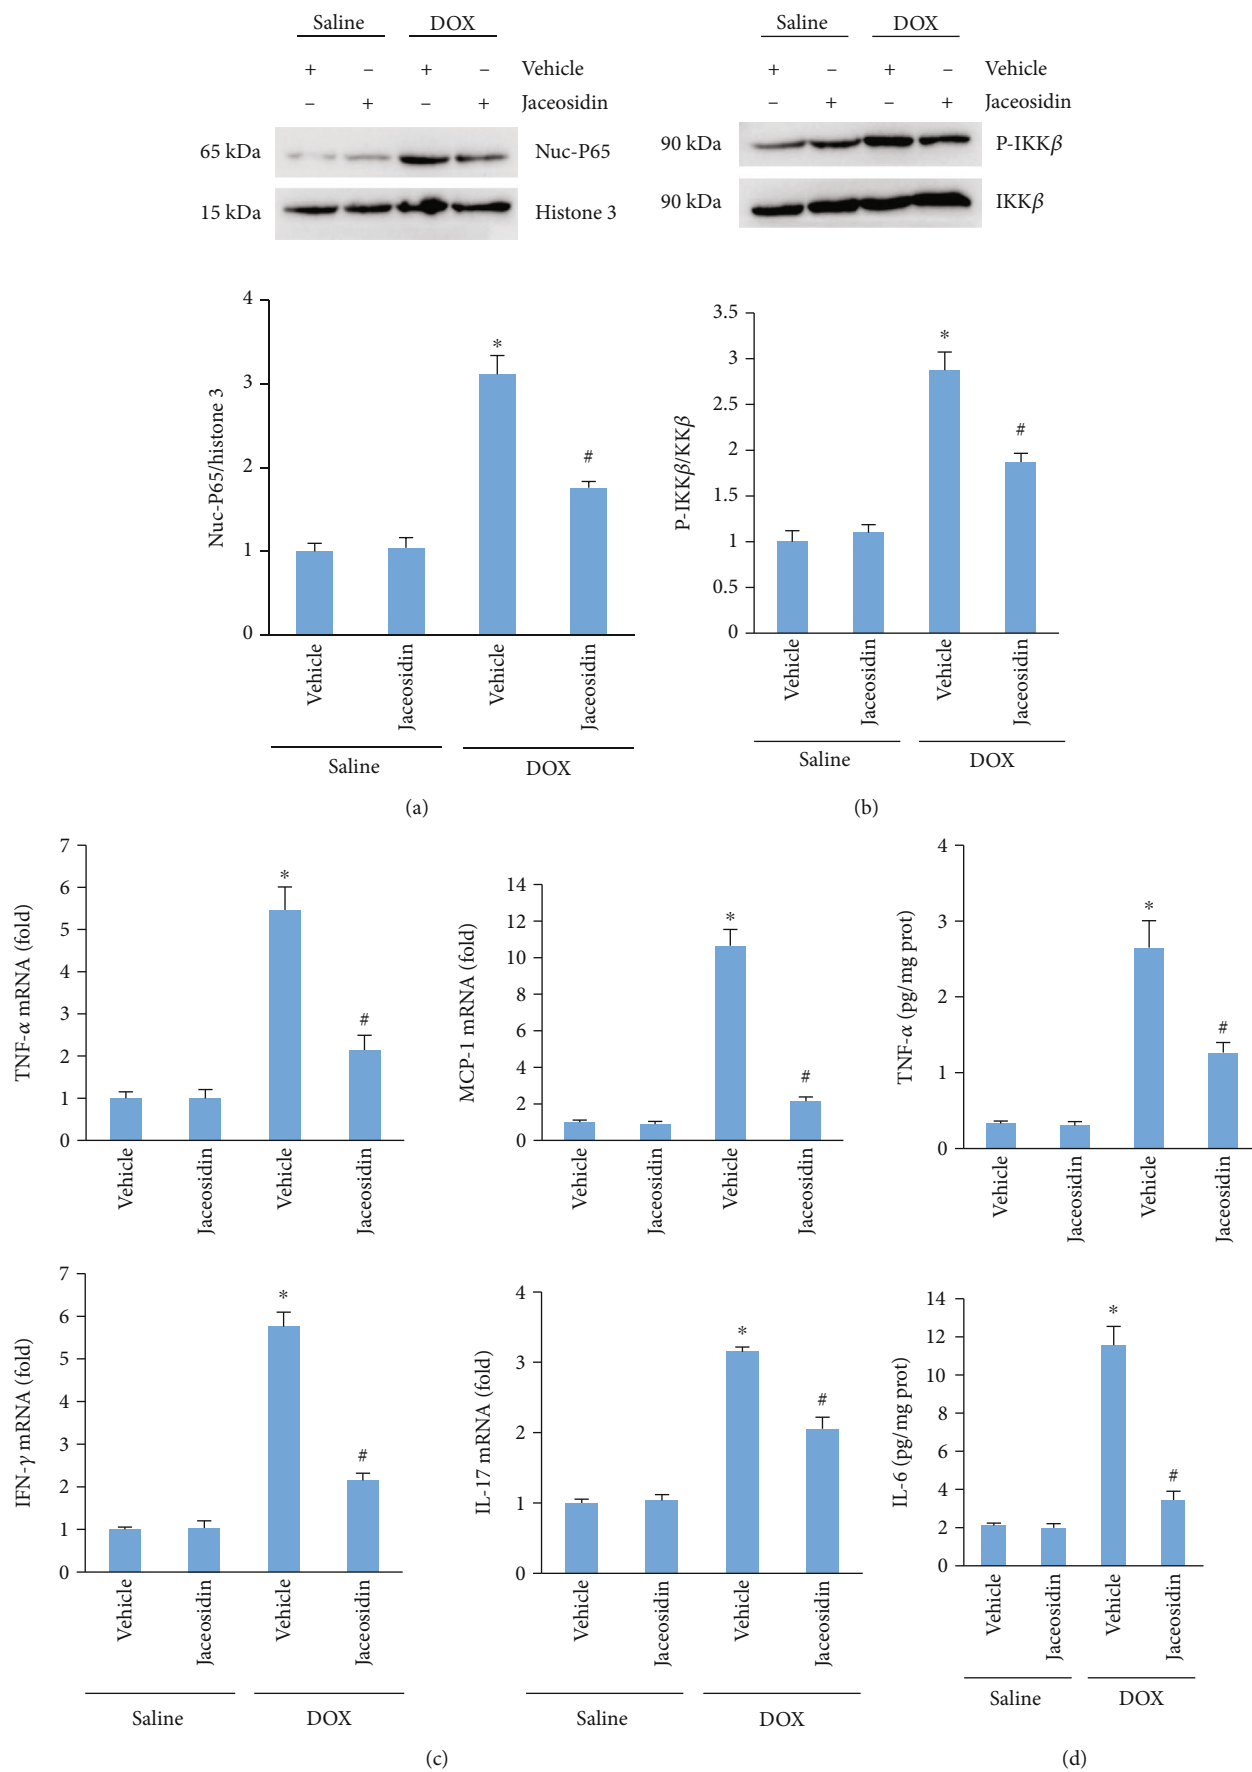 Saline DOX
+ – + – Vehicle
– + – + Jaceosidin
65 kDa Nuc-P65
15 kDa Histone 3
Saline DOX
+ – + – Vehicle
– + – + Jaceosidin
90 kDa P-IKKβ
90 kDa IKKβ
Nuc-P65/histone 3
4
3
2
1
0
*
#
Vehicle Jaceosidin Vehicle Jaceosidin
Saline DOX
(a)
P-IKKβ/KKβ
3.5
3
2.5
2
1.5
1
0.5
0
*
#
Vehicle Jaceosidin Vehicle Jaceosidin
Saline DOX
(b)
TNF-α mRNA (fold)
7
6
5
4
3
2
1
0
*
#
Vehicle Jaceosidin Vehicle Jaceosidin
MCP-1 mRNA (fold)
14
12
10
8
6
4
2
0
*
#
Vehicle Jaceosidin Vehicle Jaceosidin
TNF-α (pg/mg prot)
4
3
2
1
0
*
#
Vehicle Jaceosidin Vehicle Jaceosidin
IFN-γ mRNA (fold)
7
6
5
4
3
2
1
0
*
#
Vehicle Jaceosidin Vehicle Jaceosidin
Saline DOX
IL-17 mRNA (fold)
4
3
2
1
0
*
#
Vehicle Jaceosidin Vehicle Jaceosidin
Saline DOX
(c)
IL-6 (pg/mg prot)
14
12
10
8
6
4
2
0
*
#
Vehicle Jaceosidin Vehicle Jaceosidin
Saline DOX
(d)